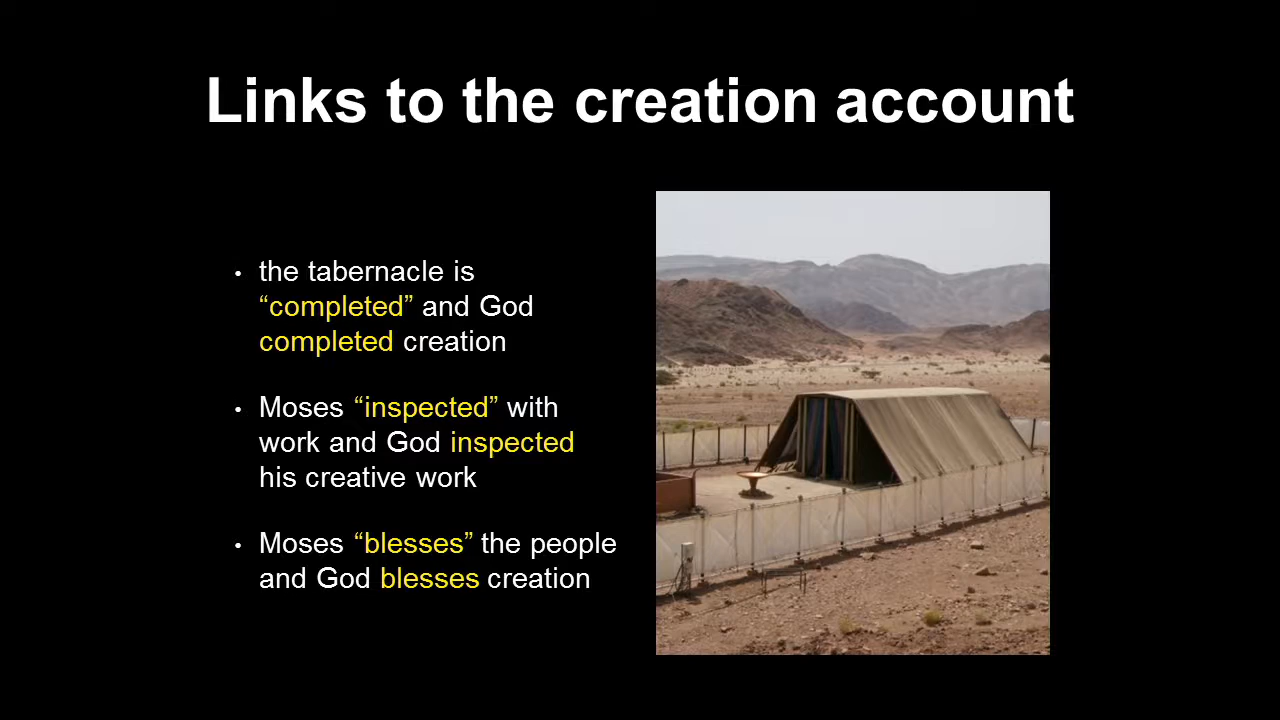 Links to the creation account
• the tabernacle is
“completed” and God
completed creation
• Moses “inspected” with
work and God inspected
his creative work
• Moses “blesses” the people
and God blesses creation